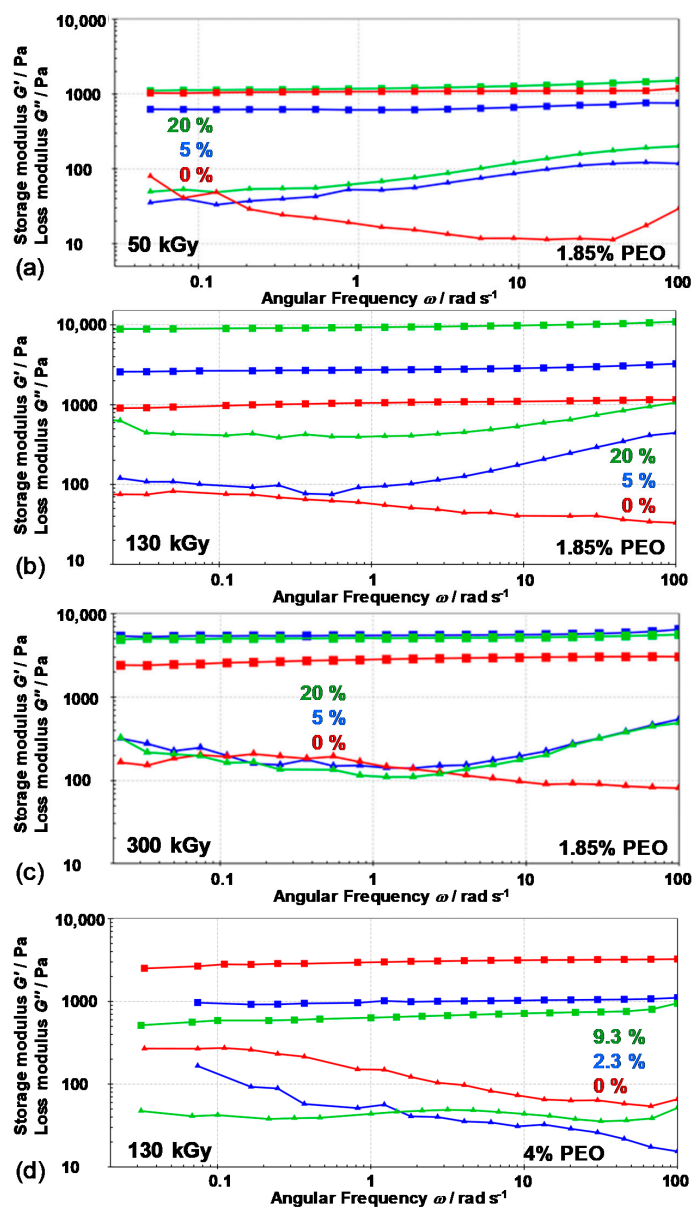 10,000
1000
100
10
Storage modulus G' / Pa
Loss modulus G" / Pa
20 %
5 %
0 %
50 kGy
1.85% PEO
0.1 1 10 100
Angular Frequency ω / rad s-1
(a)
10,000
1000
100
10
Storage modulus G' / Pa
Loss modulus G" / Pa
20 %
5 %
0 %
130 kGy
1.85% PEO
0.1 1 10 100
Angular Frequency ω / rad s-1
(b)
10,000
1000
100
10
Storage modulus G' / Pa
Loss modulus G" / Pa
20 %
5 %
0 %
300 kGy
1.85% PEO
0.1 1 10 100
Angular Frequency ω / rad s-1
(c)
10,000
1000
100
10
Storage modulus G' / Pa
Loss modulus G" / Pa
9.3 %
2.3 %
0 %
130 kGy
4% PEO
0.1 1 10 100
Angular Frequency ω / rad s-1
(d)